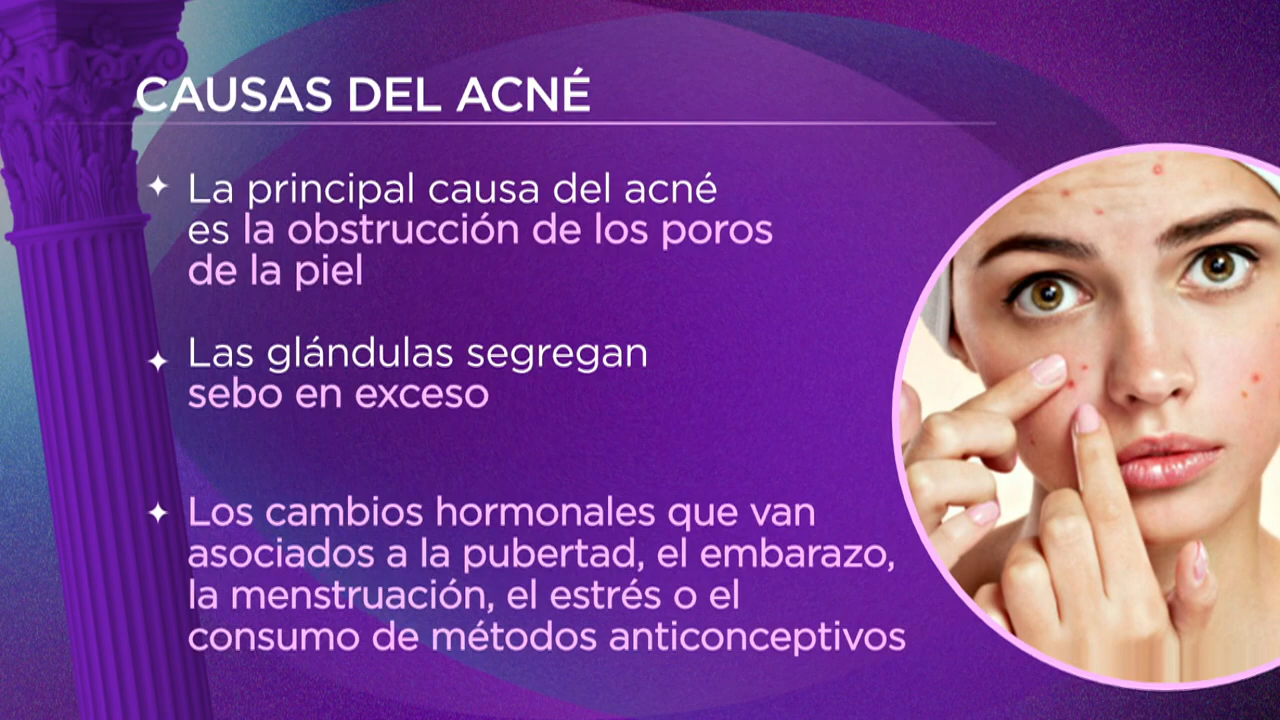 CAUSAS DEL ACNÉ
La principal causa del acné
es la obstrucción de los poros
de la piel
Las glándulas segregan
sebo en exceso
Los cambios hormonales que van
asociados a la pubertad, el embarazo,
la menstruación, el estrés o el
consumo de métodos anticonceptivos